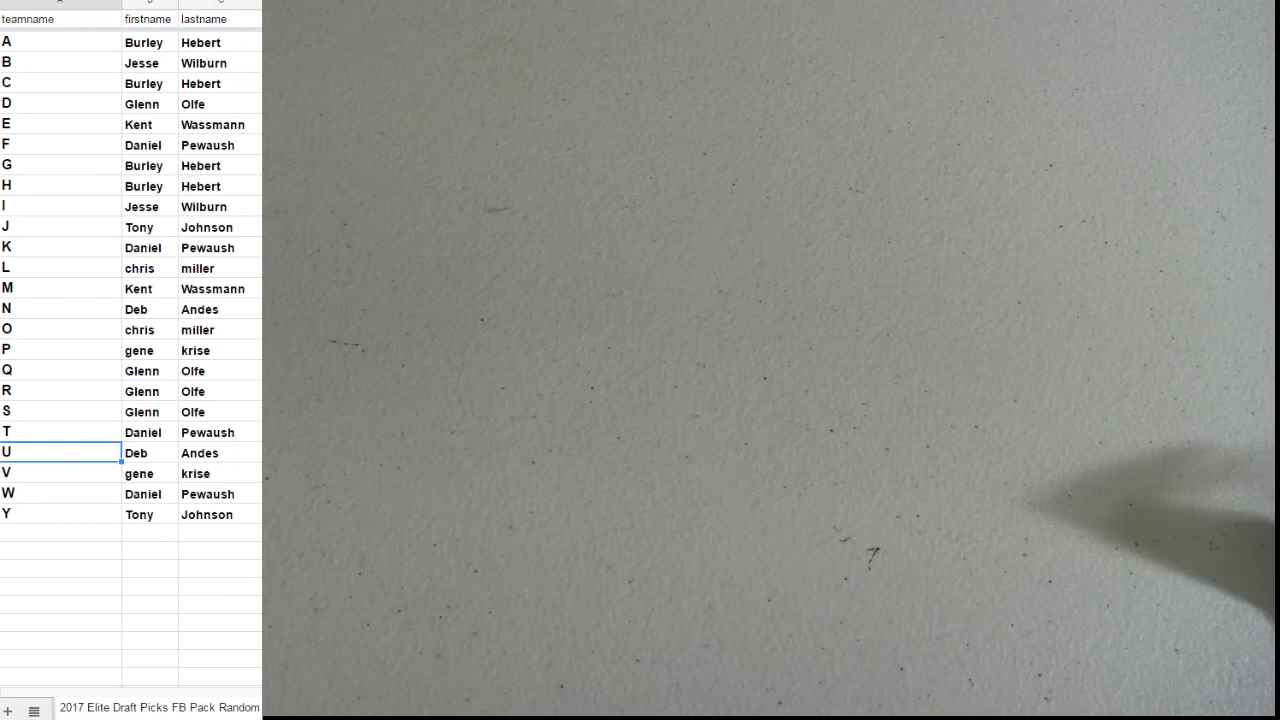 teamname firstname lastname
A Burley Hebert
B Jesse Wilburn
C Burley Hebert
D Glenn Olfe
E Kent Wassmann
F Daniel Pewaush
G Burley Hebert
H Burley Hebert
I Jesse Wilburn
J Tony Johnson
K Daniel Pewaush
L chris miller
M Kent Wassmann
N Deb Andes
O chris miller
P gene krise
Q Glenn Olfe
R Glenn Olfe
S Glenn Olfe
T Daniel Pewaush
U Deb Andes
V gene krise
W Daniel Pewaush
Y Tony Johnson
2017 Elite Draft Picks FB Pack Random